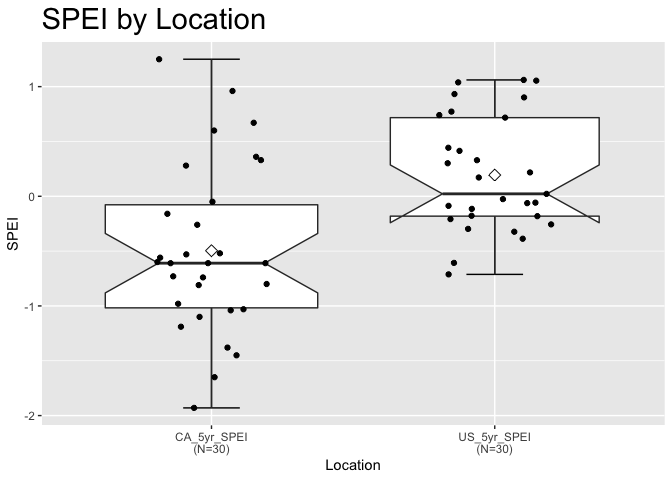 SPEI by Location
SPEI
1
0
-1
-2
CA_5yr_SPEI
(N=30)
US_5yr_SPEI
(N=30)
Location